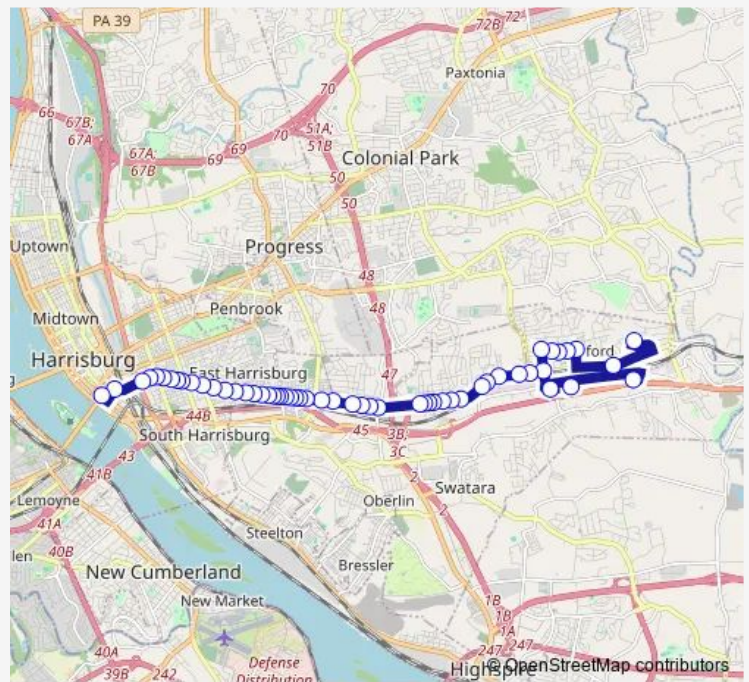 PA 39
72
72B
Paxtonia
70
66
67B;
67A
67A;
67B
69
69
70
51A;
51B
Colonial Park
50
50
Uptown
Progress
48
48
Penbrook
Midtown
Harrisburg
East Harrisburg
47
ford
44B
45
3B;
3C
South Harrisburg
43
41B
2
2
Swatara
Oberlin
Lemoyne
41A
40B
Steelton
Bressler
len
New Cumberland
New Market
1B
1A
247
247
40A
39B
242
Defense
Distribution
Highspire
© OpenStreetMap contributors